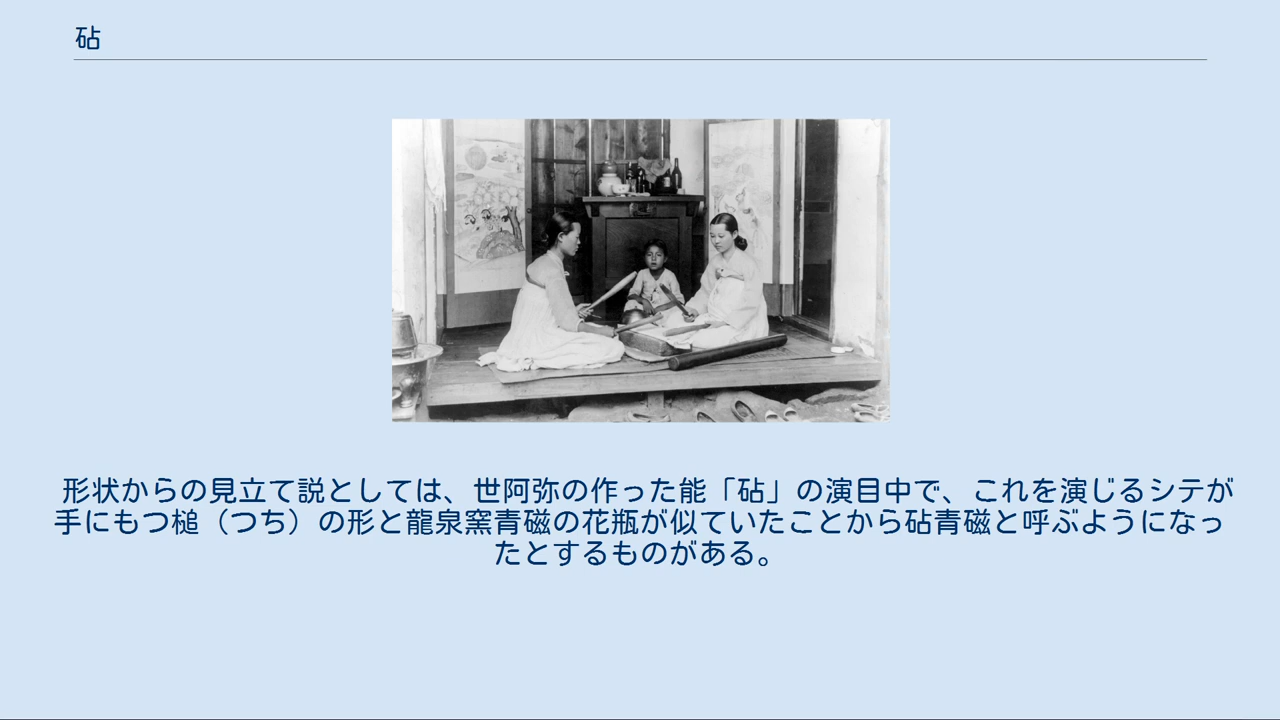 砧
形状からの見立て説としては、世阿弥の作った能「砧」の演目中で、これを演じるシテが
手にもつ槌（つち）の形と龍泉窯青磁の花瓶が似ていたことから砧青磁と呼ぶようになっ
たとするものがある。